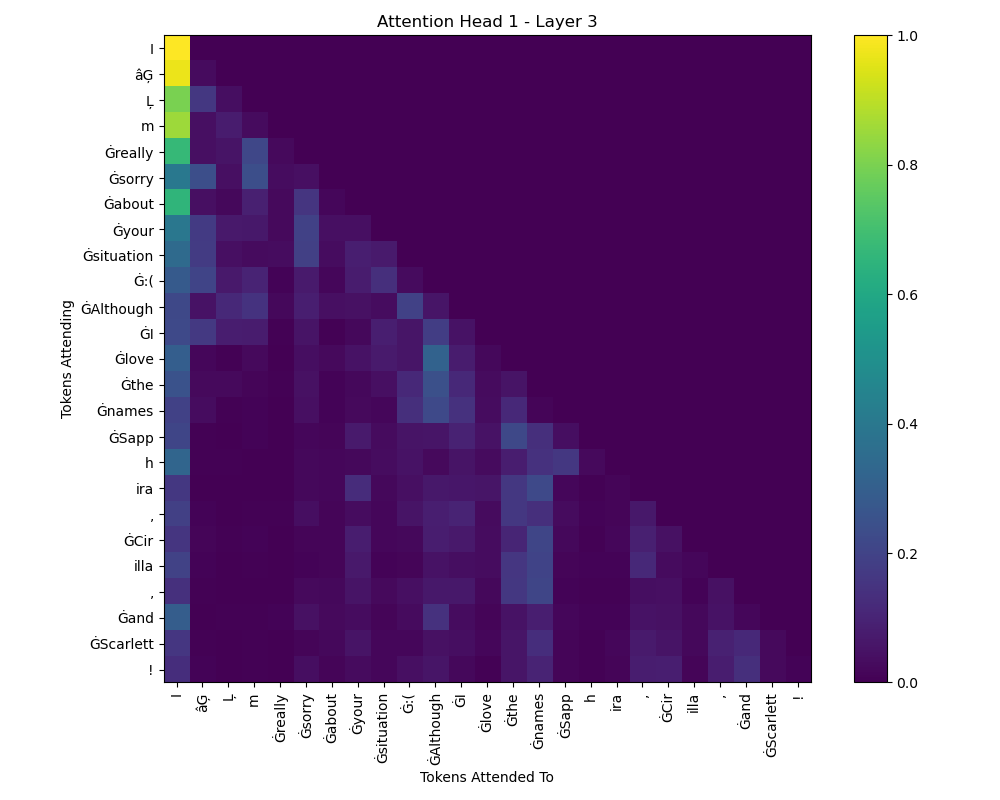 Attention Head 1 - Layer 3
Tokens Attending
I
âĢ
Ļ
m
Ġreally
Ġsorry
Ġabout
Ġyour
Ġsituation
Ġ:(
ĠAlthough
ĠI
Ġlove
Ġthe
Ġnames
ĠSapp
h
ira
,
ĠCir
illa
,
Ġand
ĠScarlett
!
I
âĢ
Ļ
m
Ġreally
Ġsorry
Ġabout
Ġyour
Ġsituation
Ġ:(
ĠAlthough
ĠI
Ġlove
Ġthe
Ġnames
ĠSapp
h
ira
,
ĠCir
illa
,
Ġand
ĠScarlett
!
Tokens Attended To
1.0
0.8
0.6
0.4
0.2
0.0